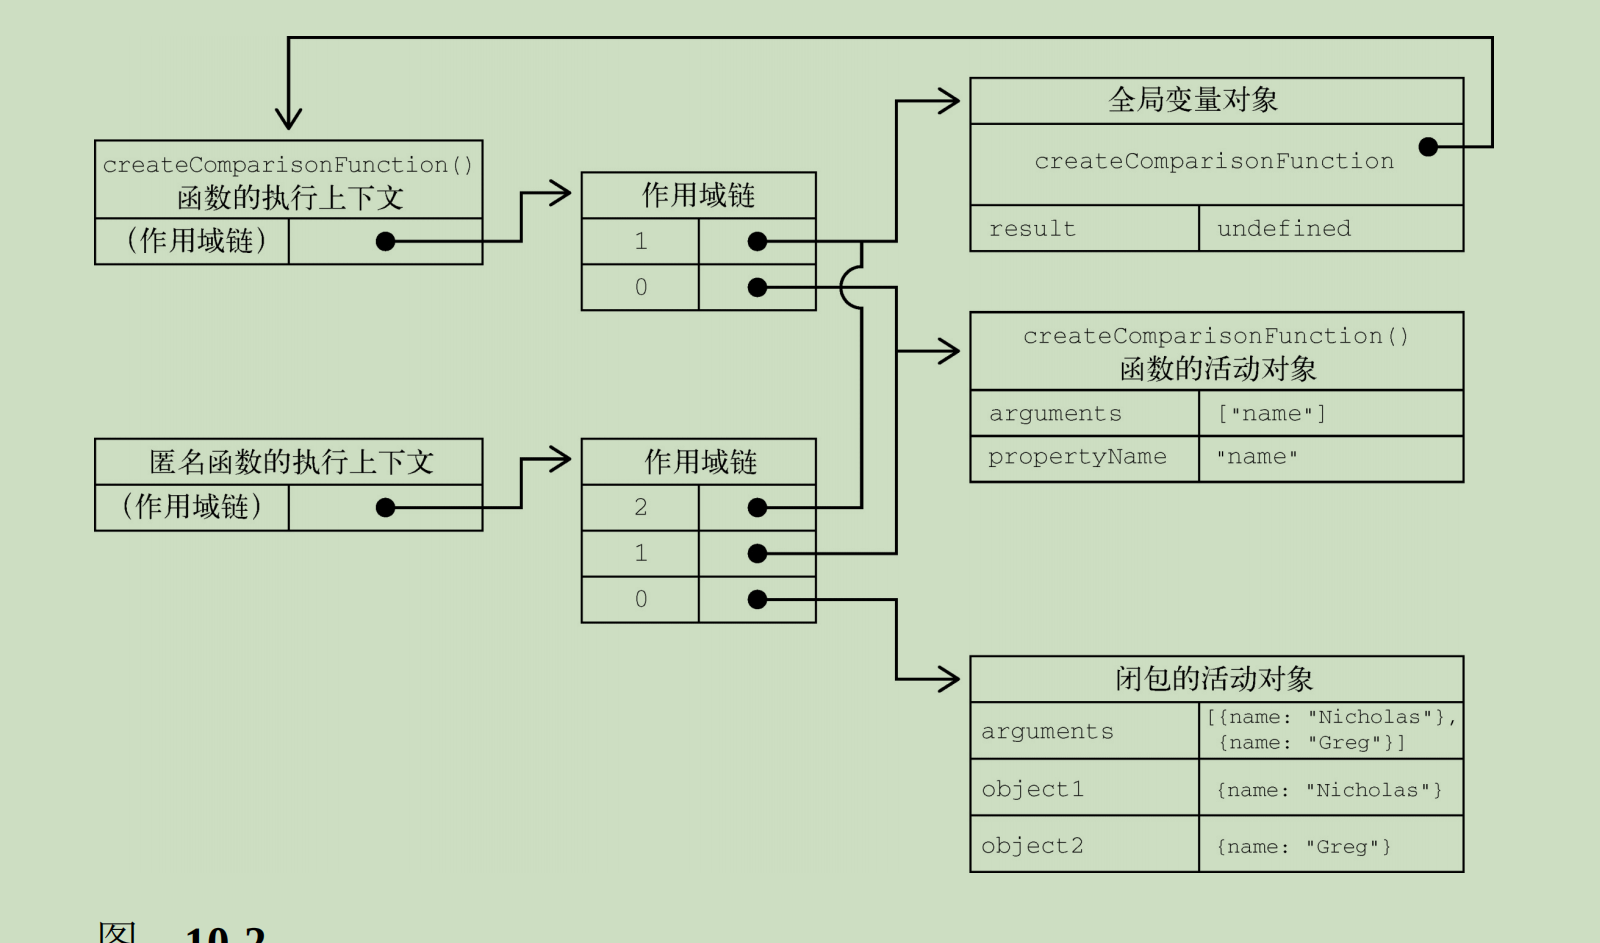 createComparisonFunction()
函数的执行上下文
(作用域链)
作用域链
1
0
全局变量对象
createComparisonFunction
result undefined
createComparisonFunction()
函数的活动对象
arguments ["name"]
propertyName "name"
匿名函数的执行上下文
(作用域链)
作用域链
2
1
0
闭包的活动对象
arguments [{name: "Nicholas"},
{name: "Greg"}]
object1 {name: "Nicholas"}
object2 {name: "Greg"}
图 10-2